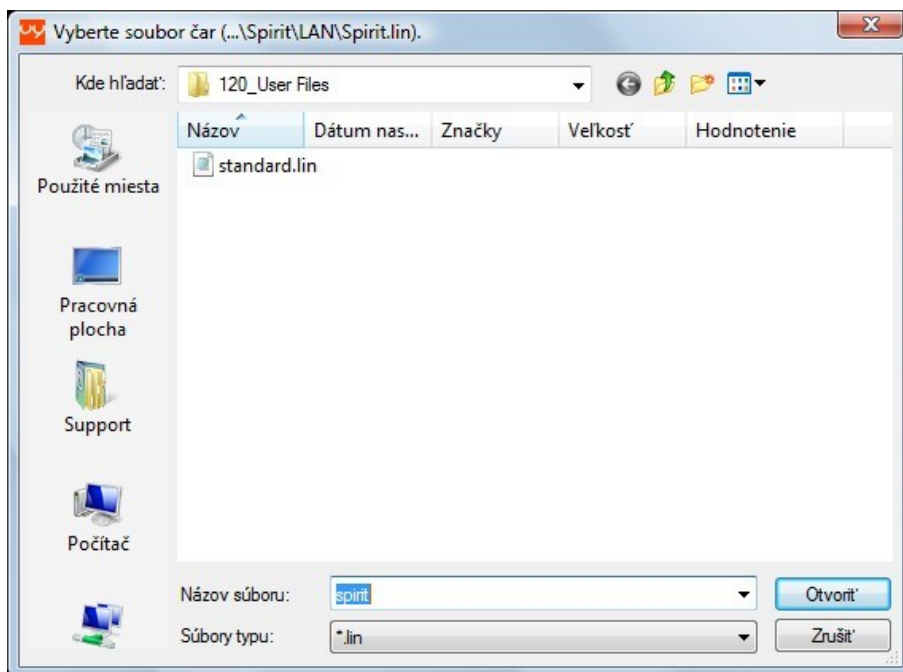 Vyberte soubor čar (...\Spirit\LAN\Spirit.lin).
Kde hľadať:
120_User Files
Názov Dátum nas... Značky Veľkosť Hodnotenie
standard.lin
Použité miesta
Pracovná
plocha
Support
Počítač
Názov súboru:
spirit
Otvoriť
Súbory typu:
*.lin
Zrušiť